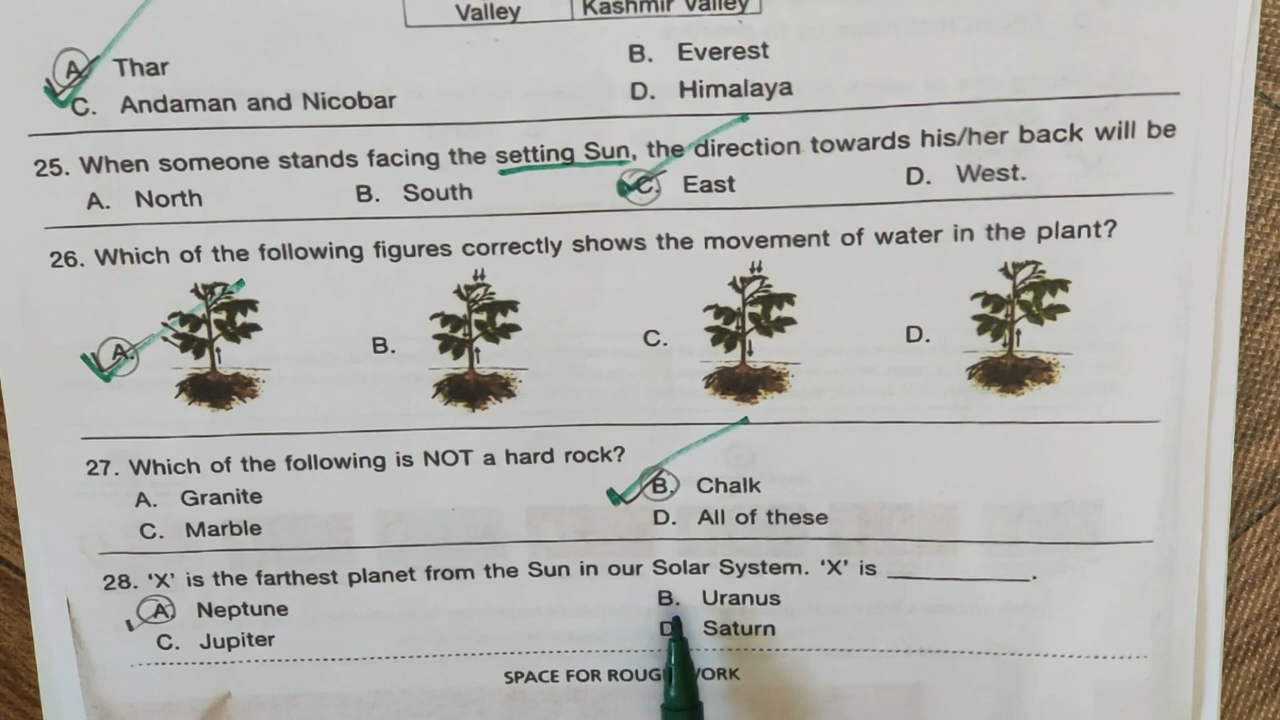 Valley Kashmir Valley
A. Thar B. Everest
C. Andaman and Nicobar D. Himalaya
25. When someone stands facing the setting Sun, the direction towards his/her back will be
A. North B. South C. East D. West.
26. Which of the following figures correctly shows the movement of water in the plant?
A. B. C. D.
27. Which of the following is NOT a hard rock?
A. Granite B. Chalk
C. Marble D. All of these
28. ‘X’ is the farthest planet from the Sun in our Solar System. ‘X’ is ___________.
A Neptune B. Uranus
C. Jupiter D Saturn
SPACE FOR ROUG ORK